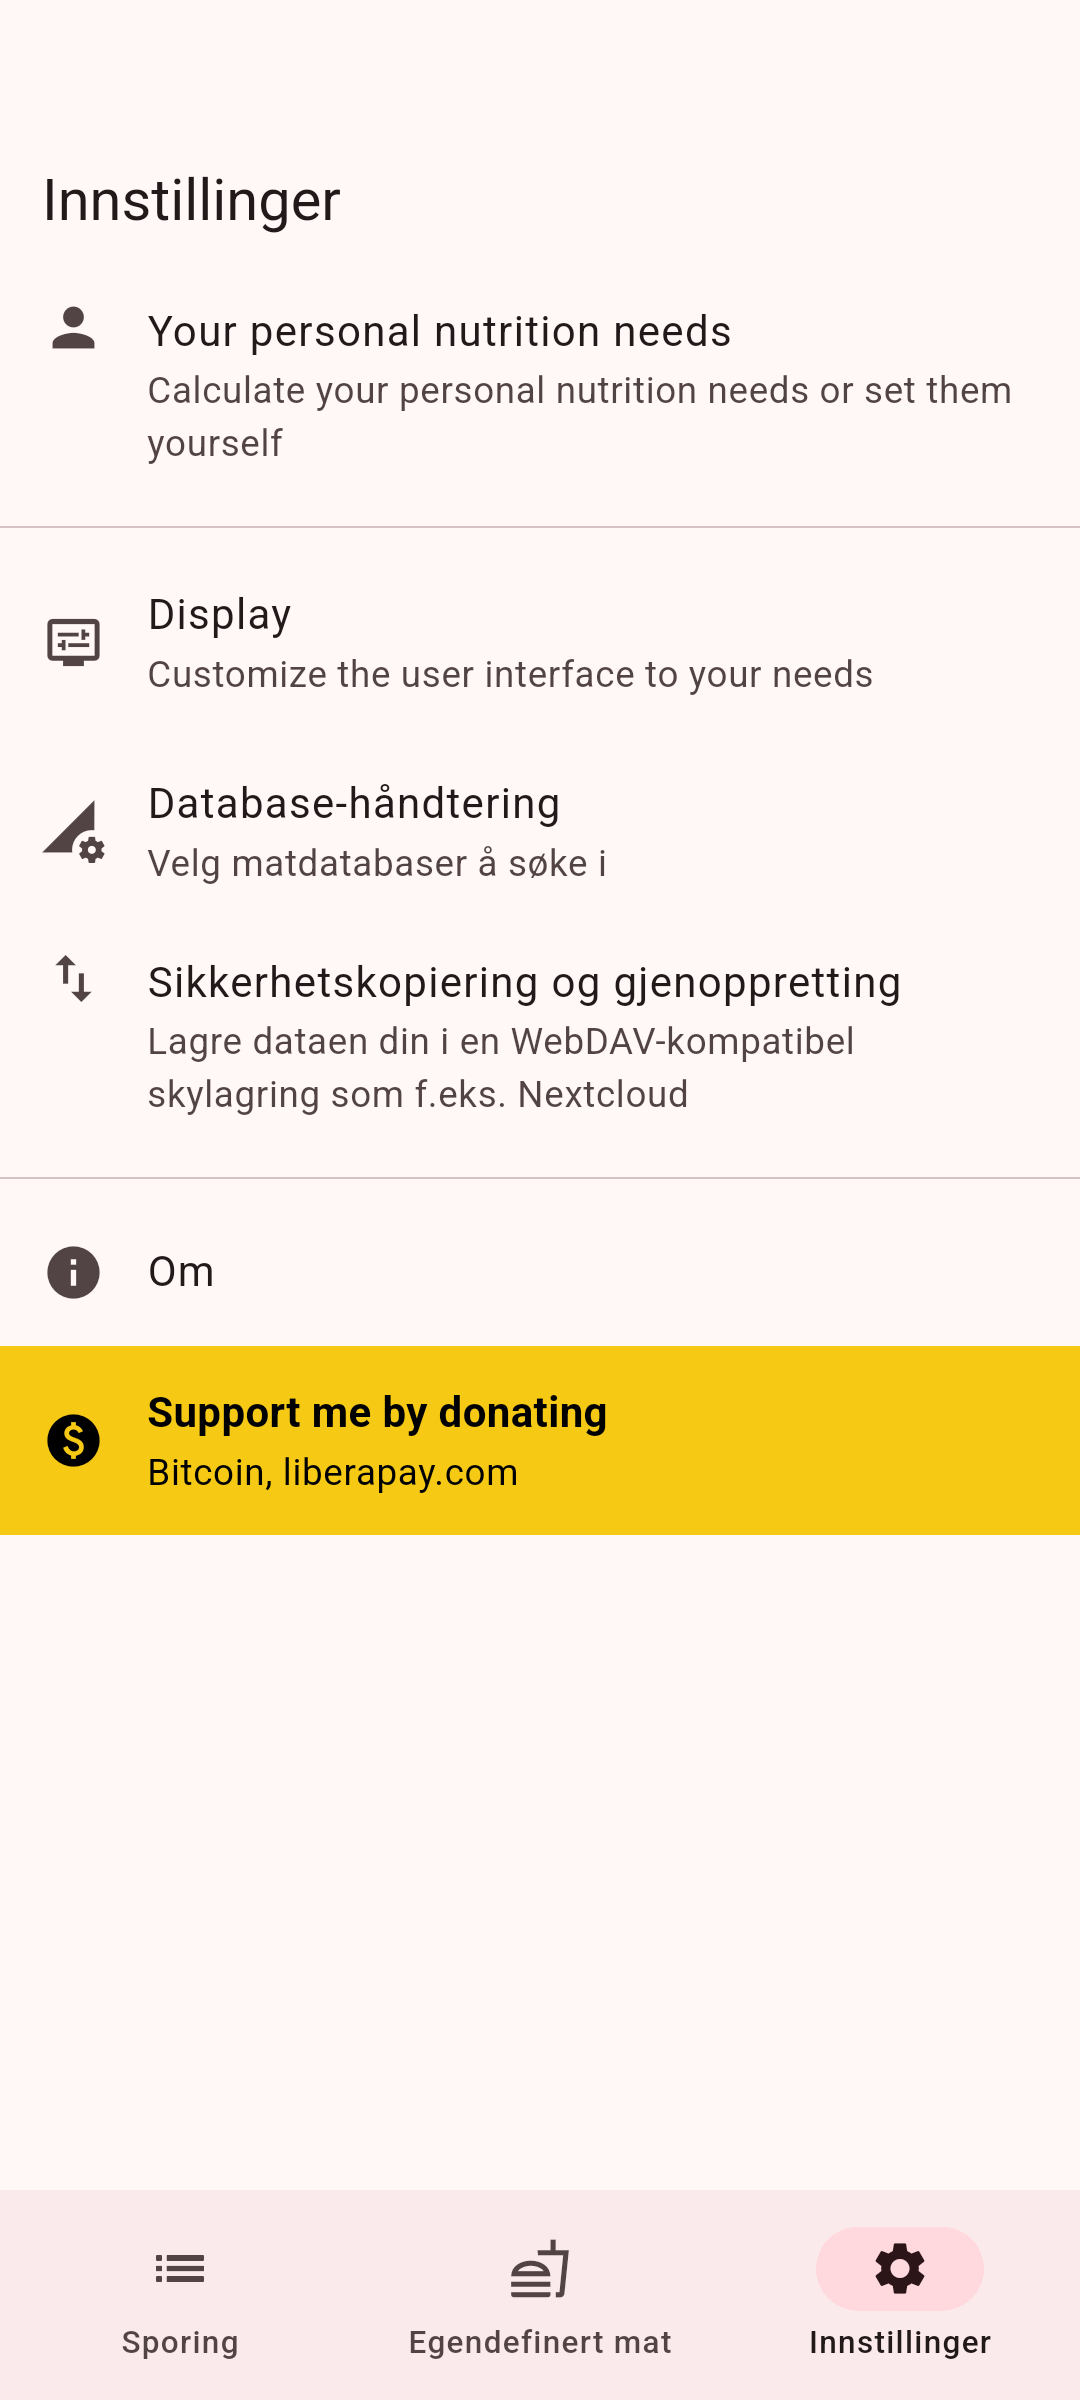 Innstillinger
Your personal nutrition needs
Calculate your personal nutrition needs or set them
yourself
Display
Customize the user interface to your needs
Database-håndtering
Velg matdatabaser å søke i
Sikkerhetskopiering og gjenoppretting
Lagre dataen din i en WebDAV-kompatibel
skylagring som f.eks. Nextcloud
Om
Support me by donating
Bitcoin, liberapay.com
Sporing
Egendefinert mat
Innstillinger